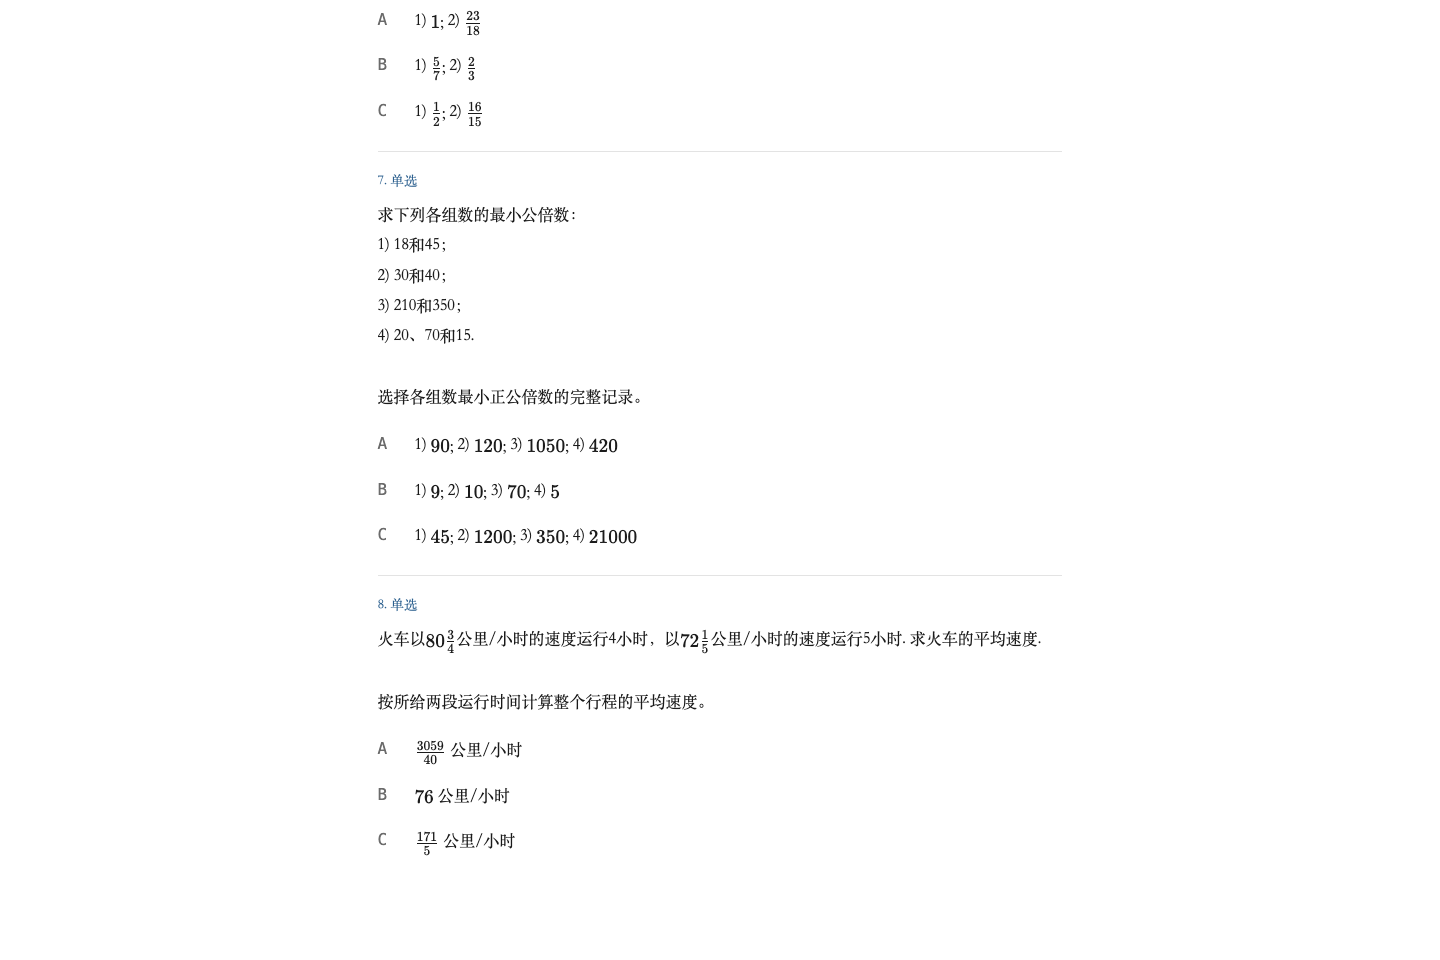 A 1) 1; 2) 23/18
B 1) 5/7; 2) 2/3
C 1) 1/2; 2) 16/15
7. 单选
求下列各组数的最小公倍数：
1) 18和45；
2) 30和40；
3) 210和350；
4) 20、70和15.
选择各组数最小正公倍数的完整记录。
A 1) 90; 2) 120; 3) 1050; 4) 420
B 1) 9; 2) 10; 3) 70; 4) 5
C 1) 45; 2) 1200; 3) 350; 4) 21000
8. 单选
火车以80 3/4公里/小时的速度运行4小时，以72 1/5公里/小时的速度运行5小时. 求火车的平均速度.
按所给两段运行时间计算整个行程的平均速度。
A 3059/40 公里/小时
B 76 公里/小时
C 171/5 公里/小时